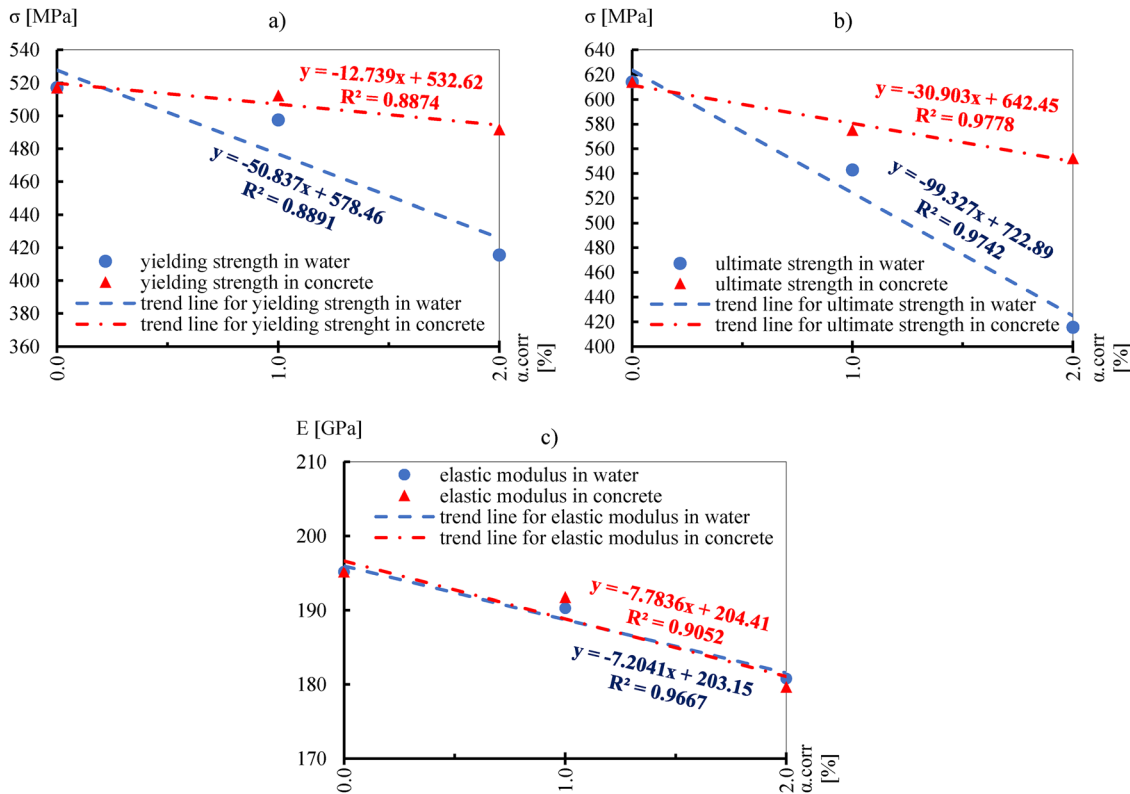 σ [MPa]
a)
540
520
500
480
460
440
420
400
380
360
y = -12.739x + 532.62
R² = 0.8874
y = -50.837x + 578.46
R² = 0.8891
yielding strength in water
yielding strength in concrete
trend line for yielding strength in water
trend line for yielding strenght in concrete
0.0
1.0
2.0
α.corr
[%]
σ [MPa]
b)
640
620
600
580
560
540
520
500
480
460
440
420
400
y = -30.903x + 642.45
R² = 0.9778
y = -99.327x + 722.89
R² = 0.9742
ultimate strength in water
ultimate strength in concrete
trend line for ultimate strength in water
trend line for ultimate strength in concrete
0.0
1.0
2.0
α.corr
[%]
E [GPa]
c)
210
200
190
180
170
elastic modulus in water
elastic modulus in concrete
trend line for elastic modulus in water
trend line for elastic modulus in concrete
y = -7.7836x + 204.41
R² = 0.9052
y = -7.2041x + 203.15
R² = 0.9667
0.0
1.0
2.0
α.corr
[%]